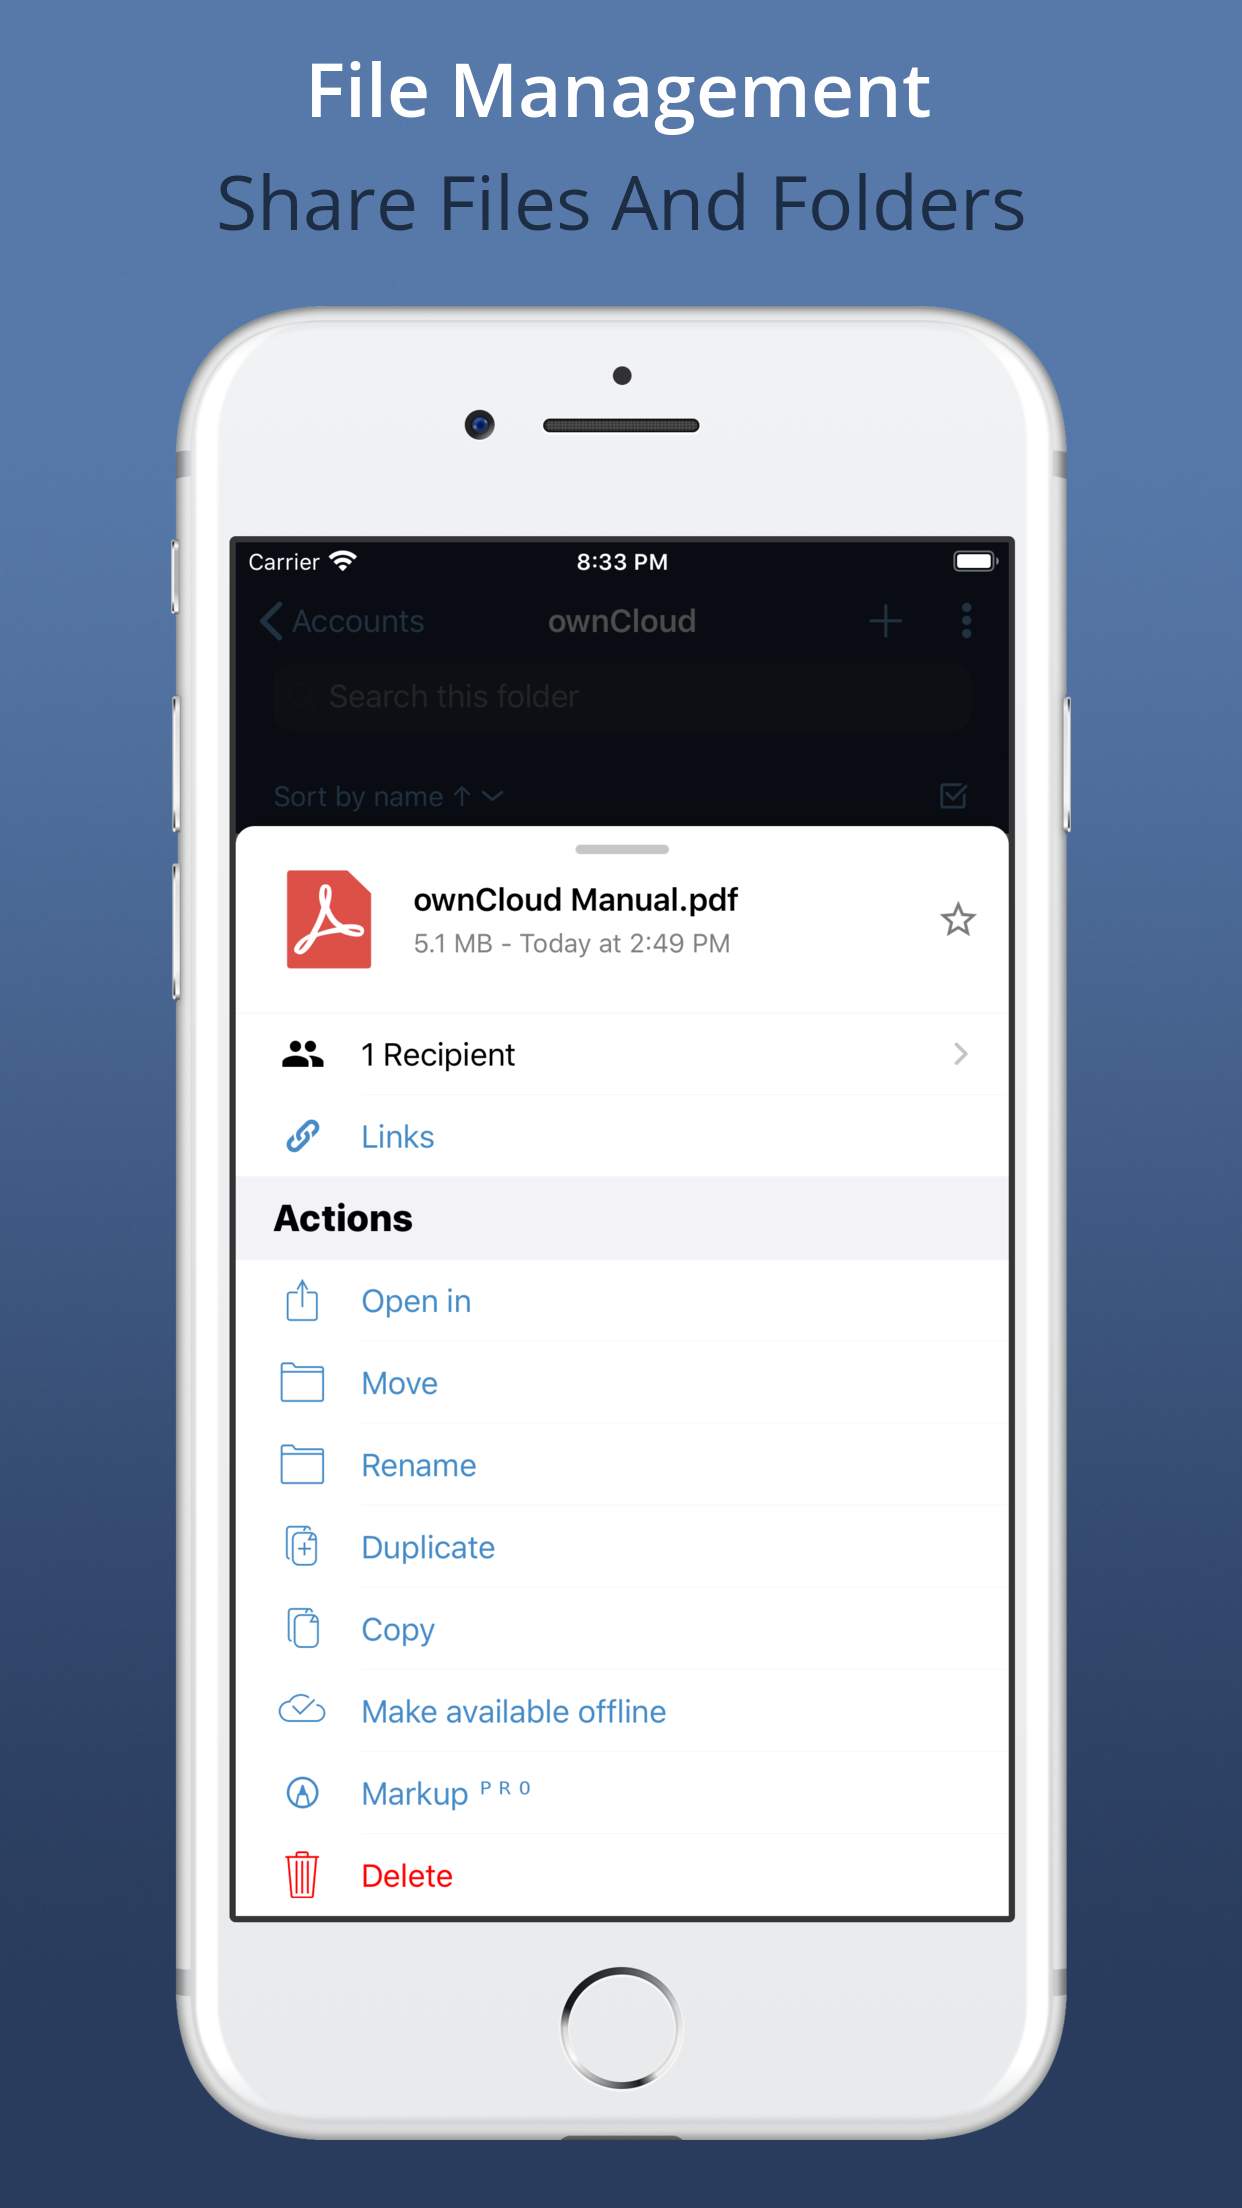 File Management
Share Files And Folders
Carrier 8:33 PM
Accounts ownCloud
Search this folder
Sort by name ↑
ownCloud Manual.pdf
5.1 MB - Today at 2:49 PM
1 Recipient
Links
Actions
Open in
Move
Rename
Duplicate
Copy
Make available offline
Markup PRO
Delete